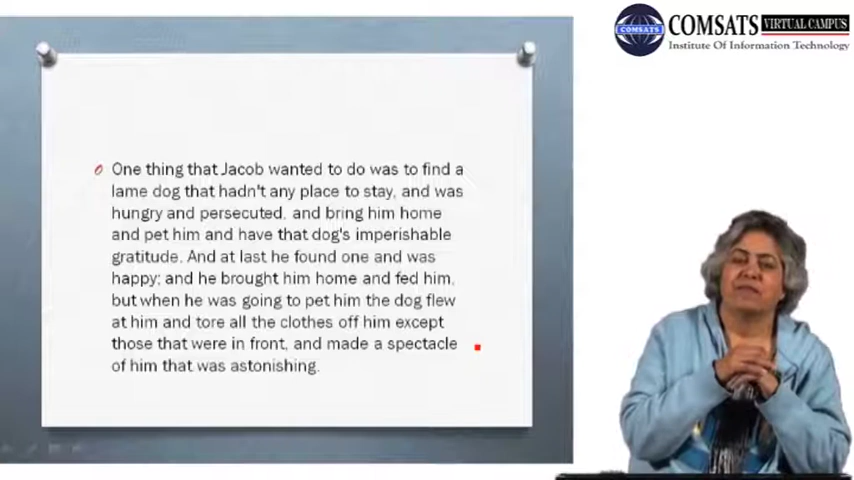 COMSATS VIRTUAL CAMPUS
Institute Of Information Technology
COMSATS
One thing that Jacob wanted to do was to find a
lame dog that hadn't any place to stay, and was
hungry and persecuted, and bring him home
and pet him and have that dog's imperishable
gratitude. And at last he found one and was
happy; and he brought him home and fed him,
but when he was going to pet him the dog flew
at him and tore all the clothes off him except
those that were in front, and made a spectacle
of him that was astonishing.